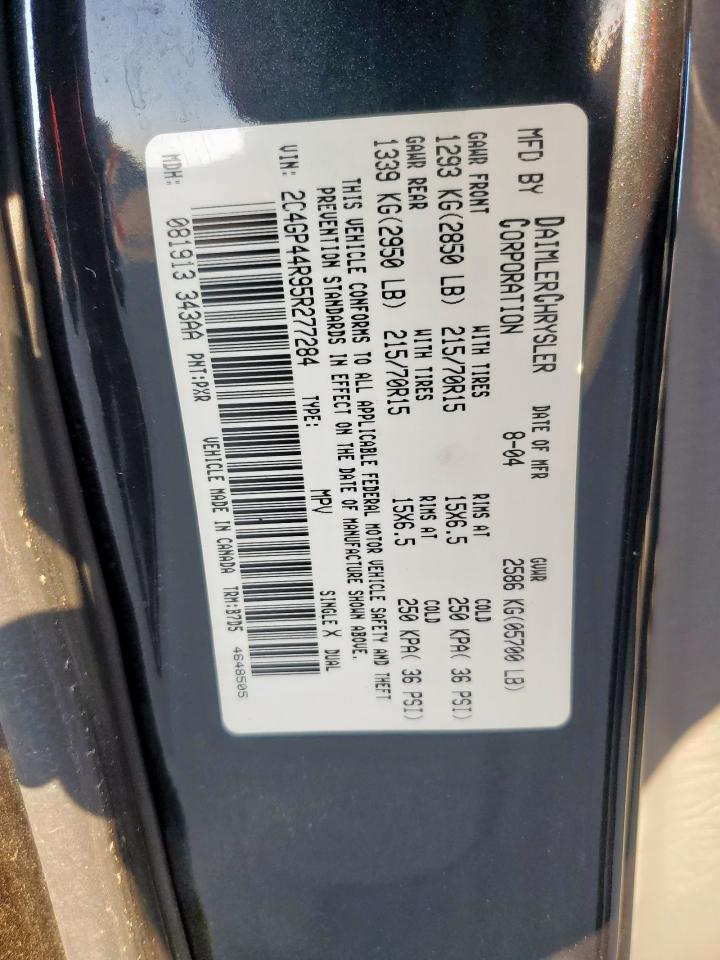 MFD BY DAIMLERCHRYSLER CORPORATION DATE OF MFR 8-04 GVWR 2586 KG(05700 LB)
GAWR FRONT WITH TIRES RIMS AT COLD
1293 KG(2850 LB) 215/70R15 15X6.5 250 KPA( 36 PSI)
GAWR REAR WITH TIRES RIMS AT COLD
1339 KG(2950 LB) 215/70R15 15X6.5 250 KPA( 36 PSI)
THIS VEHICLE CONFORMS TO ALL APPLICABLE FEDERAL MOTOR VEHICLE SAFETY AND THEFT
PREVENTION STANDARDS IN EFFECT ON THE DATE OF MANUFACTURE SHOWN ABOVE.
VIN: 2C4GP44R95R277284 TYPE: MPV SINGLE X DUAL
MDH: 081913 343AA PNT:PXR VEHICLE MADE IN CANADA TRM:B7D5 4648505